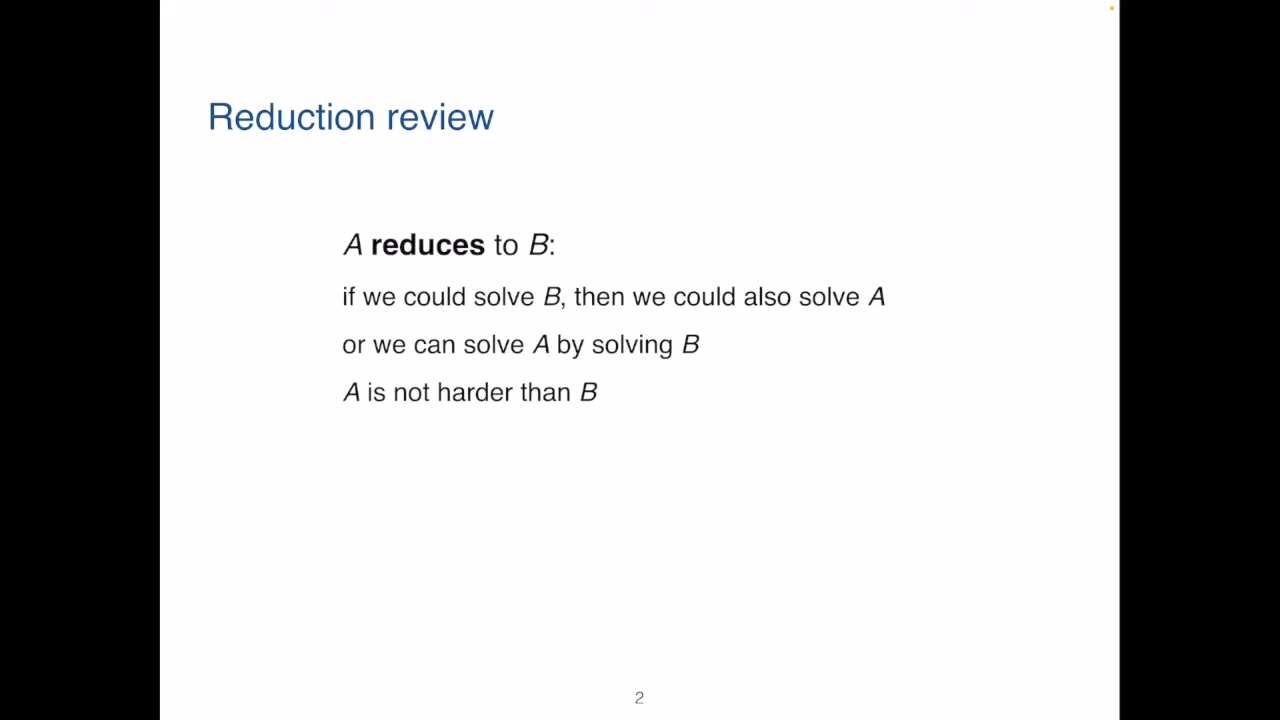 Reduction review
A reduces to B:
if we could solve B, then we could also solve A
or we can solve A by solving B
A is not harder than B
2